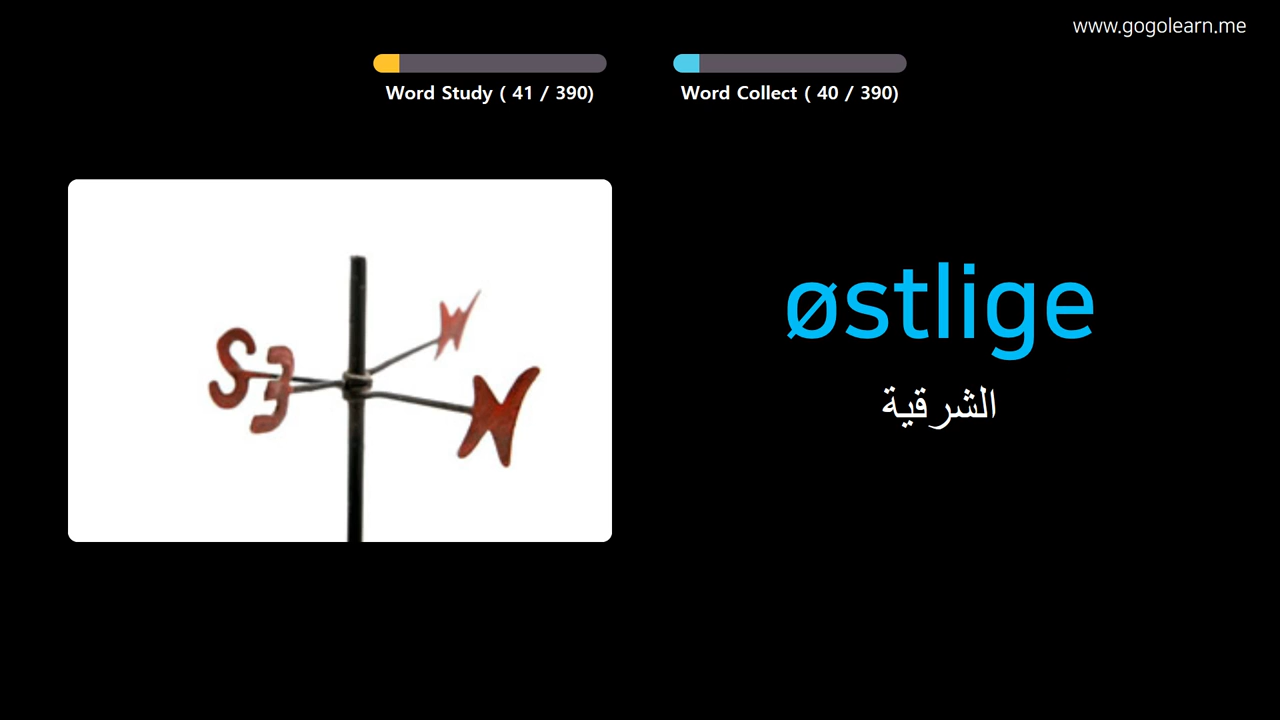 www.gogolearn.me
Word Study ( 41 / 390)
Word Collect ( 40 / 390)
S
E
W
N
østlige
الشرقية